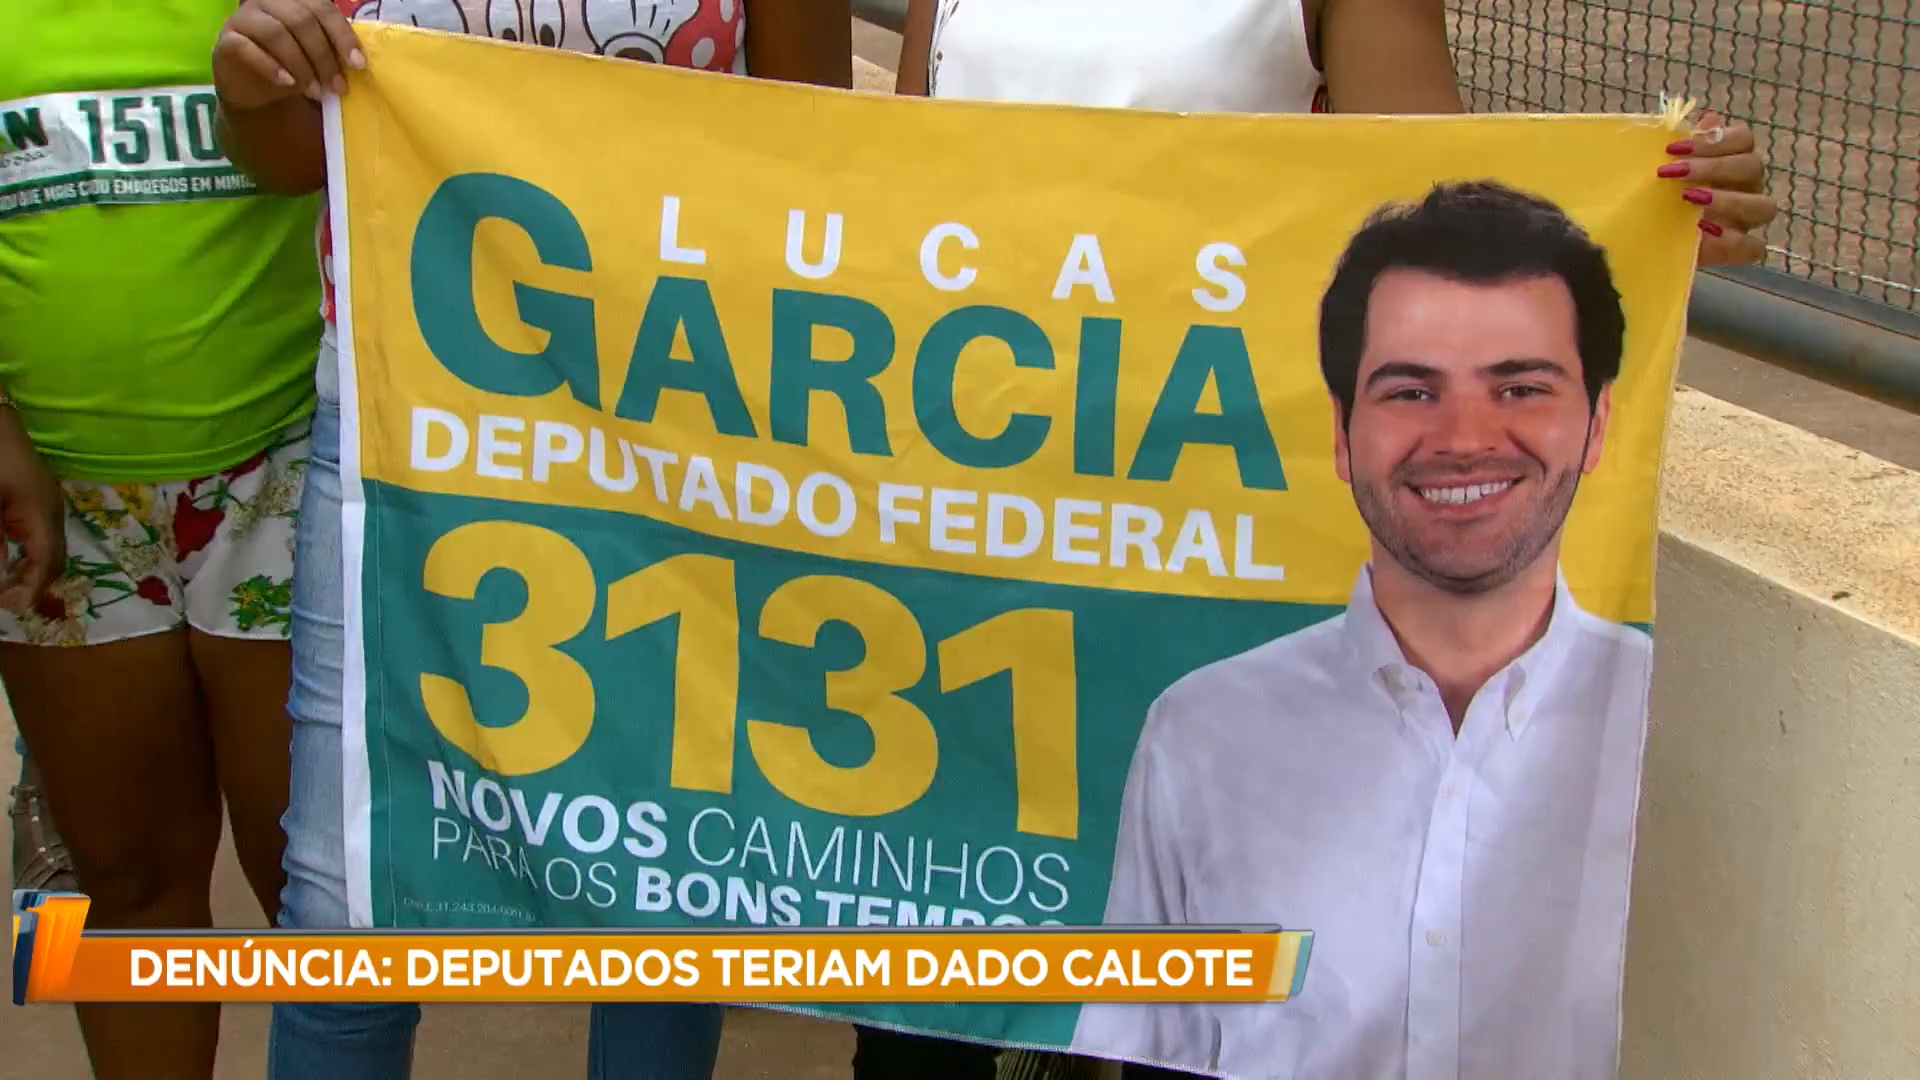 1510
LUCAS
GARCIA
DEPUTADO FEDERAL
3131
NOVOS CAMINHOS
PARA OS BONS TEMPOS
DENÚNCIA: DEPUTADOS TERIAM DADO CALOTE